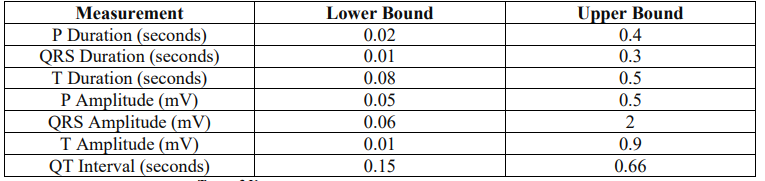 Measurement Lower Bound Upper Bound
P Duration (seconds) 0.02 0.4
QRS Duration (seconds) 0.01 0.3
T Duration (seconds) 0.08 0.5
P Amplitude (mV) 0.05 0.5
QRS Amplitude (mV) 0.06 2
T Amplitude (mV) 0.01 0.9
QT Interval (seconds) 0.15 0.66